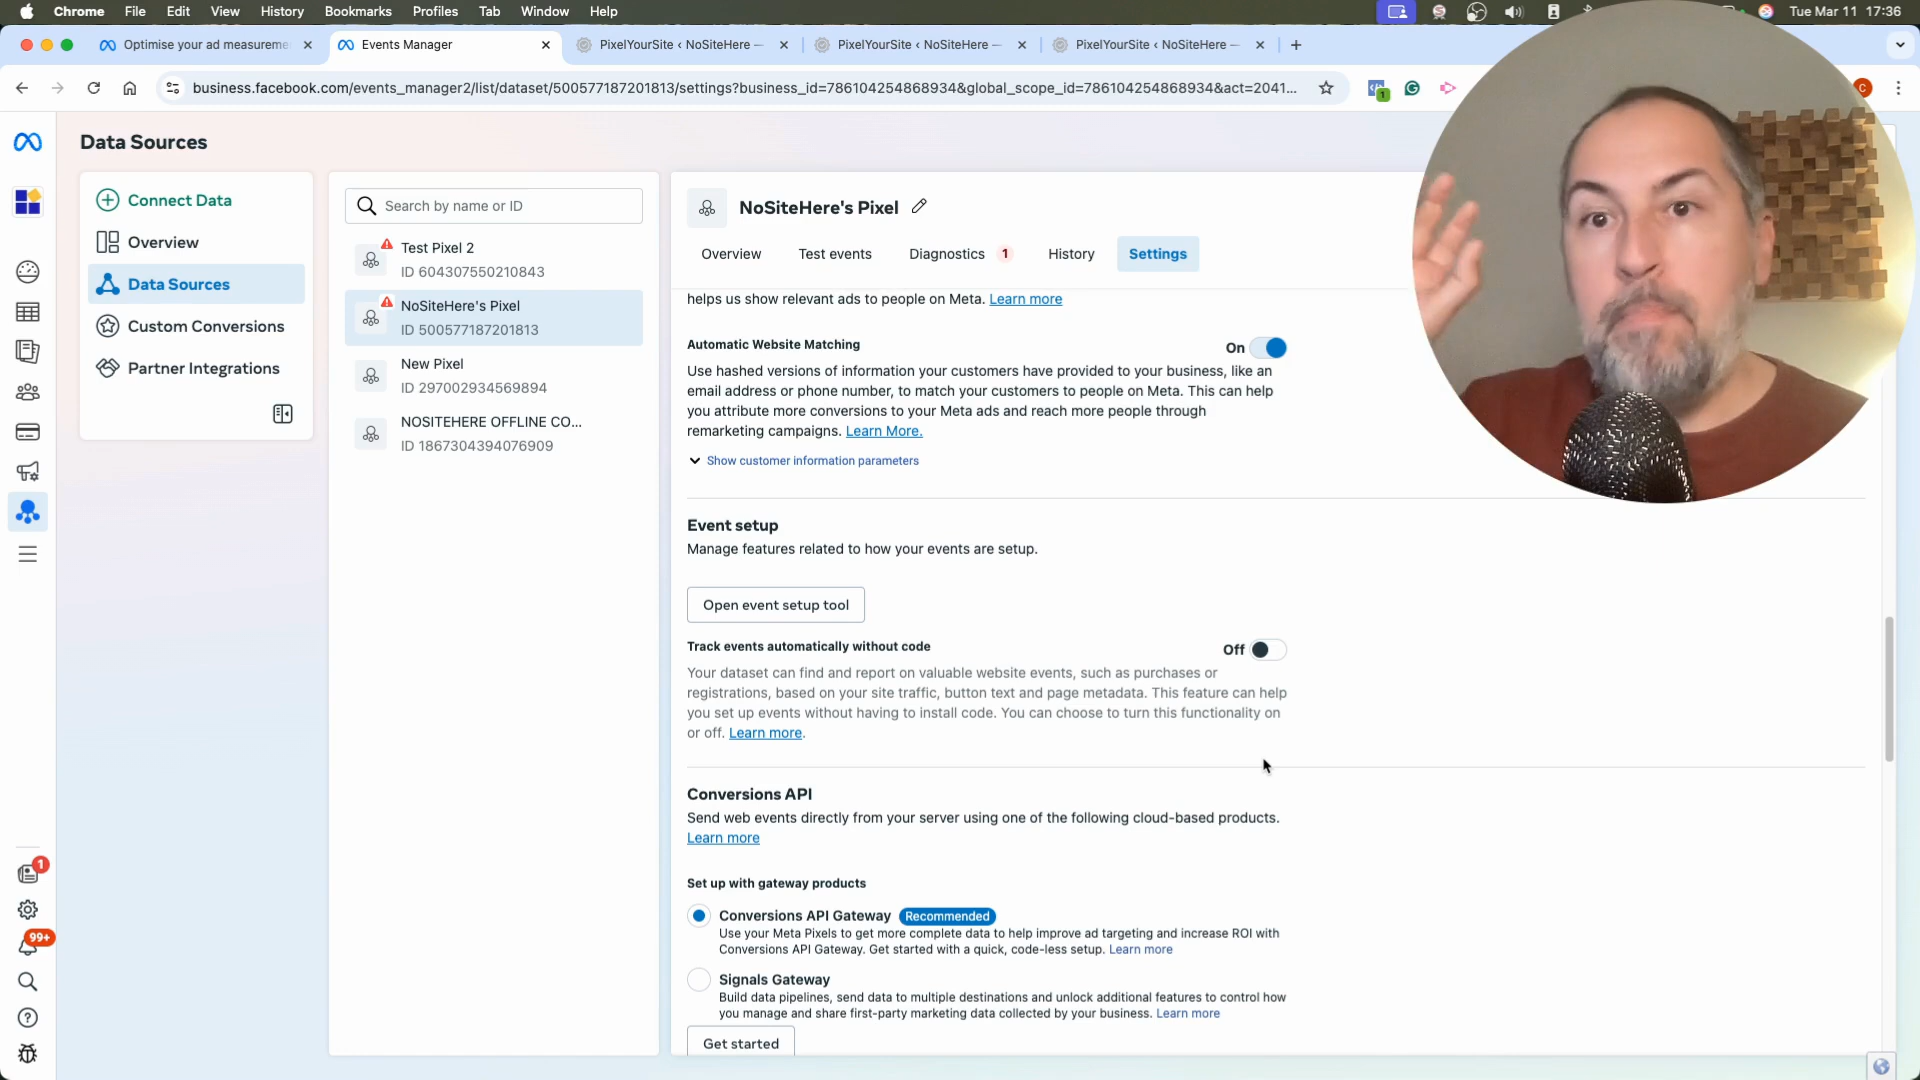 Chrome File Edit View History Bookmarks Profiles Tab Window Help
Tue Mar 11 17:36
Optimise your ad measureme
Events Manager
PixelYourSite ‹ NoSiteHere —
PixelYourSite ‹ NoSiteHere —
PixelYourSite ‹ NoSiteHere —
business.facebook.com/events_manager2/list/dataset/500577187201813/settings?business_id=786104254868934&global_scope_id=786104254868934&act=2041...
1
C
Data Sources
Connect Data
Overview
Data Sources
Custom Conversions
Partner Integrations
1
99+
Search by name or ID
Test Pixel 2
ID 604307550210843
NoSiteHere's Pixel
ID 500577187201813
New Pixel
ID 297002934569894
NOSITEHERE OFFLINE CO...
ID 1867304394076909
NoSiteHere's Pixel
Overview Test events Diagnostics 1 History Settings
helps us show relevant ads to people on Meta. Learn more
Automatic Website Matching
On
Use hashed versions of information your customers have provided to your business, like an
email address or phone number, to match your customers to people on Meta. This can help
you attribute more conversions to your Meta ads and reach more people through
remarketing campaigns. Learn More.
Show customer information parameters
Event setup
Manage features related to how your events are setup.
Open event setup tool
Track events automatically without code
Off
Your dataset can find and report on valuable website events, such as purchases or
registrations, based on your site traffic, button text and page metadata. This feature can help
you set up events without having to install code. You can choose to turn this functionality on
or off. Learn more.
Conversions API
Send web events directly from your server using one of the following cloud-based products.
Learn more
Set up with gateway products
Conversions API Gateway Recommended
Use your Meta Pixels to get more complete data to help improve ad targeting and increase ROI with
Conversions API Gateway. Get started with a quick, code-less setup. Learn more
Signals Gateway
Build data pipelines, send data to multiple destinations and unlock additional features to control how
you manage and share first-party marketing data collected by your business. Learn more
Get started